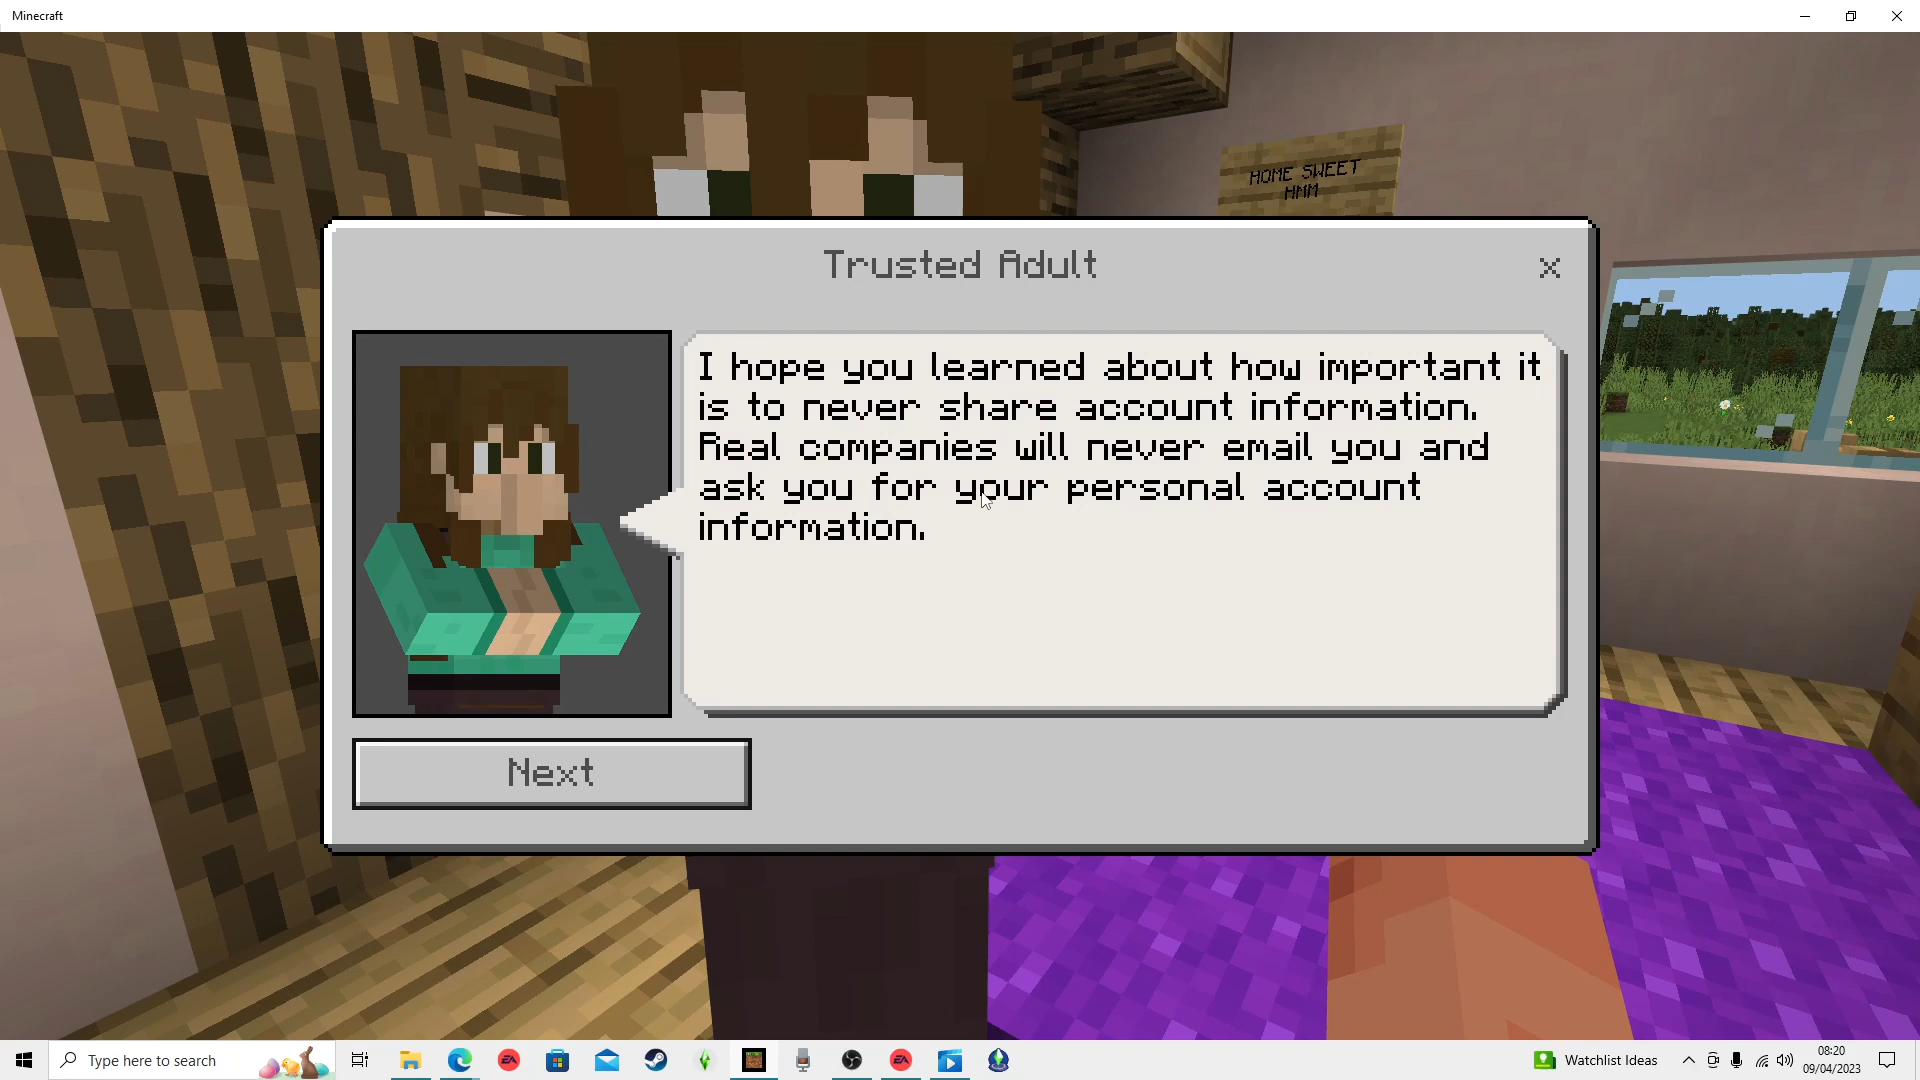 Minecraft
HOME SWEET
HMM
Trusted Adult
I hope you learned about how important it
is to never share account information.
Real companies will never email you and
ask you for your personal account
information.
Next
Type here to search
EA
EA
Watchlist Ideas
08:20
09/04/2023